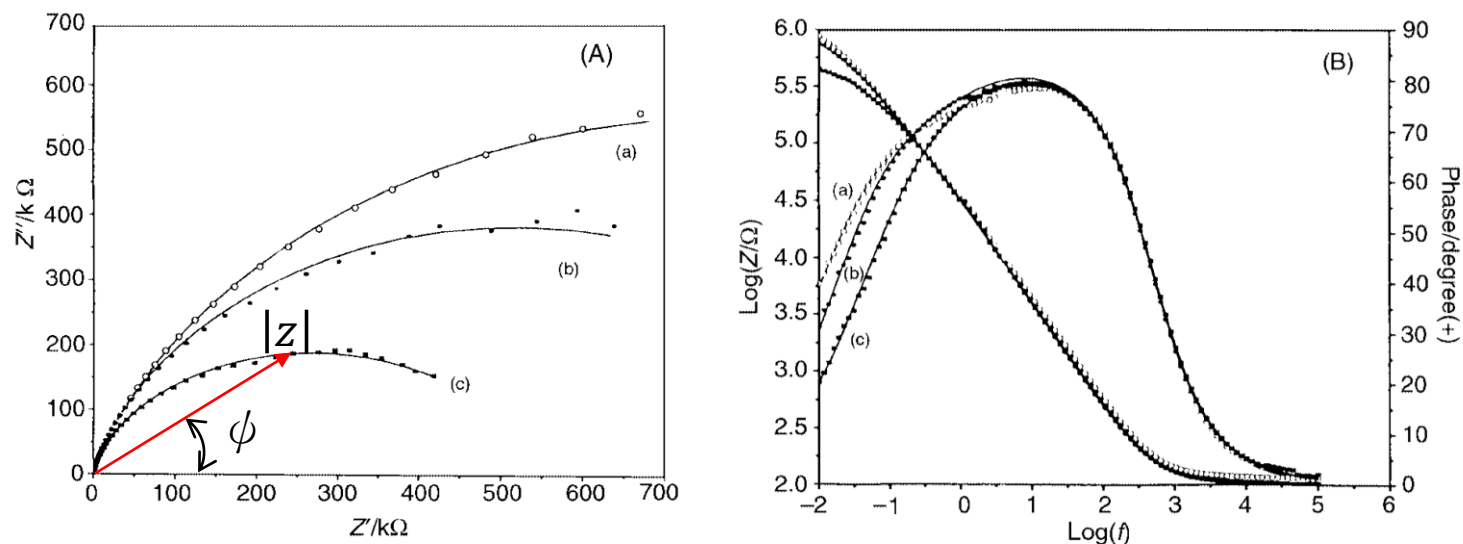 (A)
700
600
500
400
300
200
100
0
Z''/k Ω
0 100 200 300 400 500 600 700
Z'/kΩ
(a)
(b)
(c)
|z|
ϕ
(B)
6.0
5.5
5.0
4.5
4.0
3.5
3.0
2.5
2.0
Log(Z/Ω)
(a)
(b)
(c)
90
80
70
60
50
40
30
20
10
0
Phase/degree(+)
−2 −1 0 1 2 3 4 5 6
Log(f)